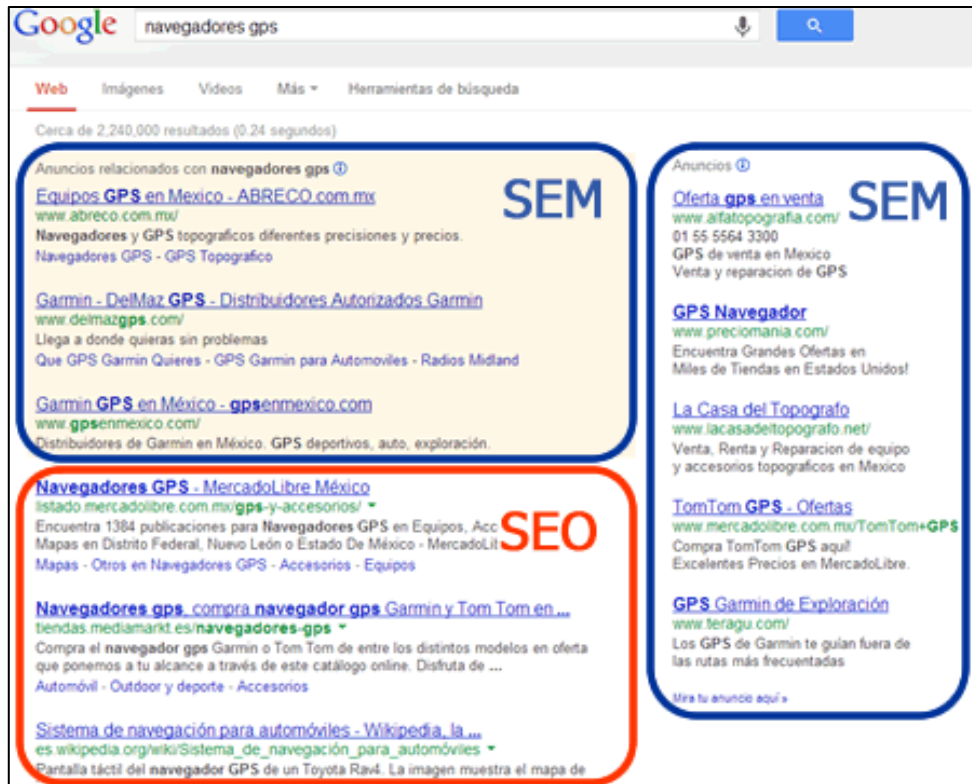 Google navegadores gps
Web Imágenes Videos Más Herramientas de búsqueda
Cerca de 2,240,000 resultados (0.24 segundos)
Anuncios relacionados con navegadores gps
SEM
Equipos GPS en Mexico - ABRECO.com.mx
www.abreco.com.mx/
Navegadores y GPS topograficos diferentes precisiones y precios.
Navegadores GPS - GPS Topografico
Garmin - DelMaz GPS - Distribuidores Autorizados Garmin
www.delmazgps.com/
Llega a donde quieras sin problemas
Que GPS Garmin Quieres - GPS Garmin para Automoviles - Radios Midland
Garmin GPS en México - gpsenmexico.com
www.gpsenmexico.com/
Distribuidores de Garmin en México. GPS deportivos, auto, exploración.
Navegadores GPS - MercadoLibre México
listado.mercadolibre.com.mx/gps-y-accesorios/
Encuentra 1384 publicaciones para Navegadores GPS en Equipos, Acc
Mapas en Distrito Federal, Nuevo León o Estado De México - MercadoLit
SEO
Mapas - Otros en Navegadores GPS - Accesorios - Equipos
Navegadores gps, compra navegador gps Garmin y Tom Tom en ...
tiendas.mediamarkt.es/navegadores-gps
Compra el navegador gps Garmin o Tom Tom de entre los distintos modelos en oferta
que ponemos a tu alcance a través de este catálogo online. Disfruta de ...
Automóvil - Outdoor y deporte - Accesorios
Sistema de navegación para automóviles - Wikipedia, la ...
es.wikipedia.org/wiki/Sistema_de_navegación_para_automóviles
Pantalla táctil del navegador GPS de un Toyota Rav4. La imagen muestra el mapa de
Anuncios
SEM
Oferta gps en venta
www.alfatopografia.com/
01 55 5564 3300
GPS de venta en Mexico
Venta y reparacion de GPS
GPS Navegador
www.preciomania.com/
Encuentra Grandes Ofertas en
Miles de Tiendas en Estados Unidos!
La Casa del Topografo
www.lacasadeltopografo.net/
Venta, Renta y Reparacion de equipo
y accesorios topograficos en Mexico
TomTom GPS - Ofertas
www.mercadolibre.com.mx/TomTom+GPS
Compra TomTom GPS aquí!
Excelentes Precios en MercadoLibre.
GPS Garmin de Exploración
www.teragu.com/
Los GPS de Garmin te guían fuera de
las rutas más frecuentadas
Mira tu anuncio aquí »